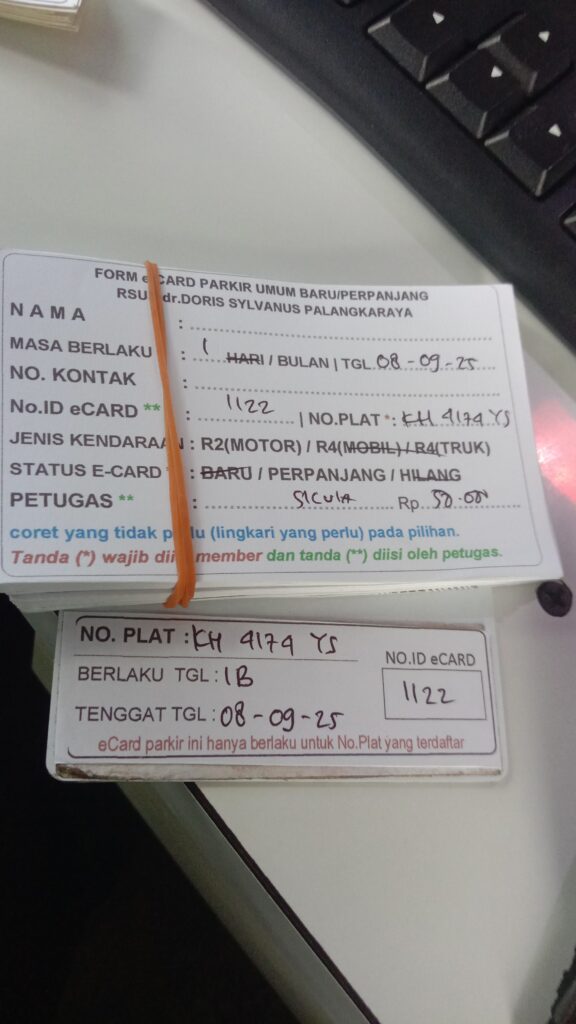 FORM eCARD PARKIR UMUM BARU/PERPANJANG
RSU dr.DORIS SYLVANUS PALANGKARAYA
NAMA :
MASA BERLAKU : 1 HARI / BULAN | TGL. 08-09-25
NO. KONTAK :
No.ID eCARD ** : 1122 | NO.PLAT *: KH 4174 YS
JENIS KENDARAAN : R2(MOTOR) / R4(MOBIL) / R4(TRUK)
STATUS E-CARD : BARU / PERPANJANG / HILANG
PETUGAS ** : Rp. 50.000
coret yang tidak perlu (lingkari yang perlu) pada pilihan.
Tanda (*) wajib diisi member dan tanda (**) diisi oleh petugas.
NO. PLAT : KH 4174 YS
BERLAKU TGL : 1B
NO.ID eCARD
1122
TENGGAT TGL : 08-09-25
eCard parkir ini hanya berlaku untuk No.Plat yang terdaftar